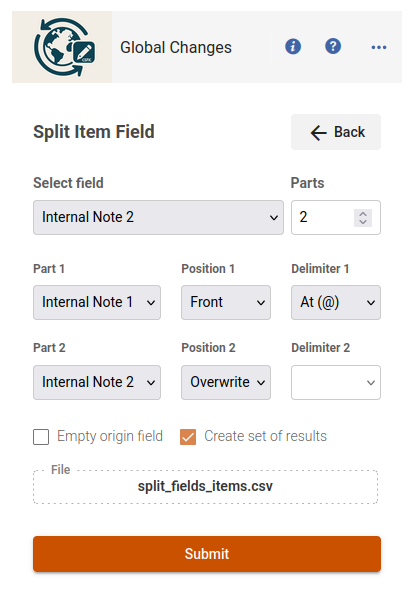 Global Changes
Split Item Field
Back
Select field Parts
Internal Note 2 2
Part 1 Position 1 Delimiter 1
Internal Note 1 Front At (@)
Part 2 Position 2 Delimiter 2
Internal Note 2 Overwrite
Empty origin field Create set of results
File
split_fields_items.csv
Submit